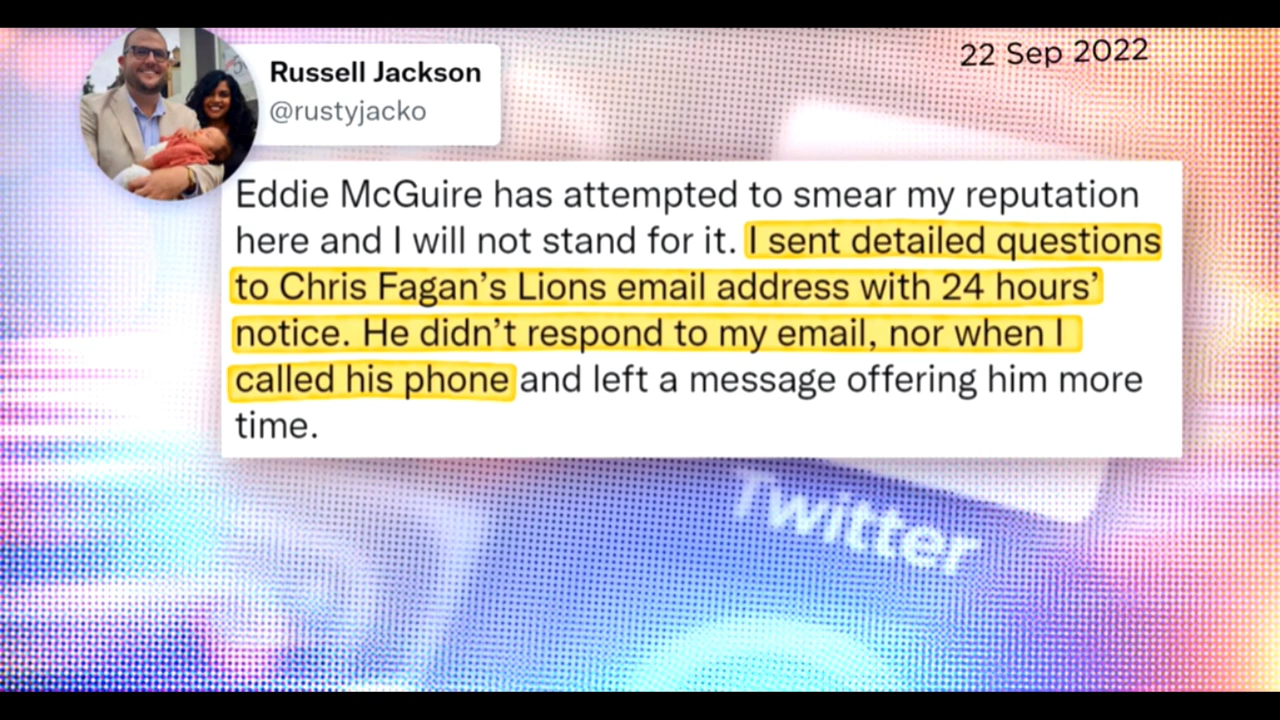 22 Sep 2022
Russell Jackson
@rustyjacko
Eddie McGuire has attempted to smear my reputation
here and I will not stand for it. I sent detailed questions
to Chris Fagan’s Lions email address with 24 hours’
notice. He didn’t respond to my email, nor when I
called his phone and left a message offering him more
time.
Twitter